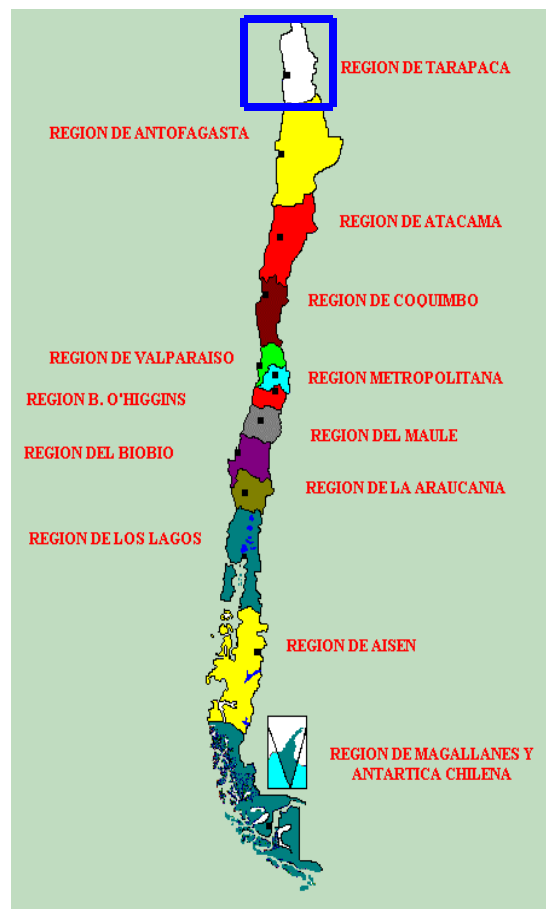 REGION DE TARAPACA
REGION DE ANTOFAGASTA
REGION DE ATACAMA
REGION DE COQUIMBO
REGION DE VALPARAISO
REGION METROPOLITANA
REGION B. O'HIGGINS
REGION DEL MAULE
REGION DEL BIOBIO
REGION DE LA ARAUCANIA
REGION DE LOS LAGOS
REGION DE AISEN
REGION DE MAGALLANES Y
ANTARTICA CHILENA